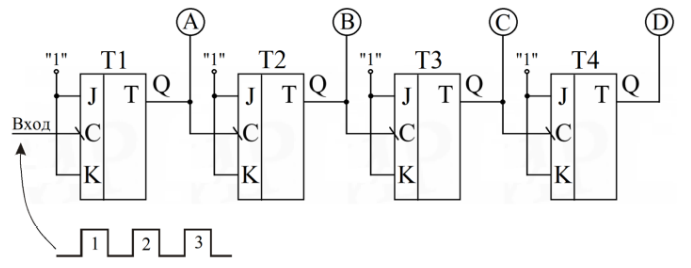 A B C D
"1" T1 "1" T2 "1" T3 "1" T4
J T Q J T Q J T Q J T Q
Вход C C C C
K K K K
1 2 3